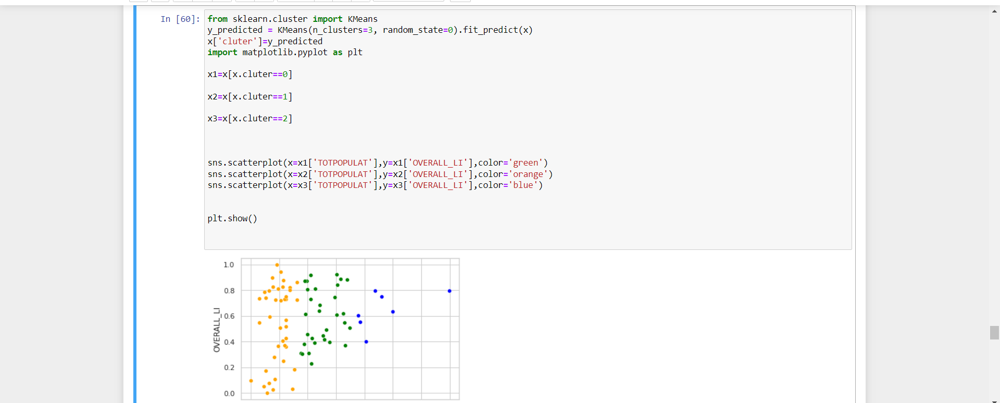 In [60]:
from sklearn.cluster import KMeans
y_predicted = KMeans(n_clusters=3, random_state=0).fit_predict(x)
x['cluter']=y_predicted
import matplotlib.pyplot as plt
x1=x[x.cluter==0]
x2=x[x.cluter==1]
x3=x[x.cluter==2]
sns.scatterplot(x=x1['TOTPOPULAT'],y=x1['OVERALL_LI'],color='green')
sns.scatterplot(x=x2['TOTPOPULAT'],y=x2['OVERALL_LI'],color='orange')
sns.scatterplot(x=x3['TOTPOPULAT'],y=x3['OVERALL_LI'],color='blue')
plt.show()
1.0
0.8
0.6
0.4
0.2
0.0
OVERALL_LI